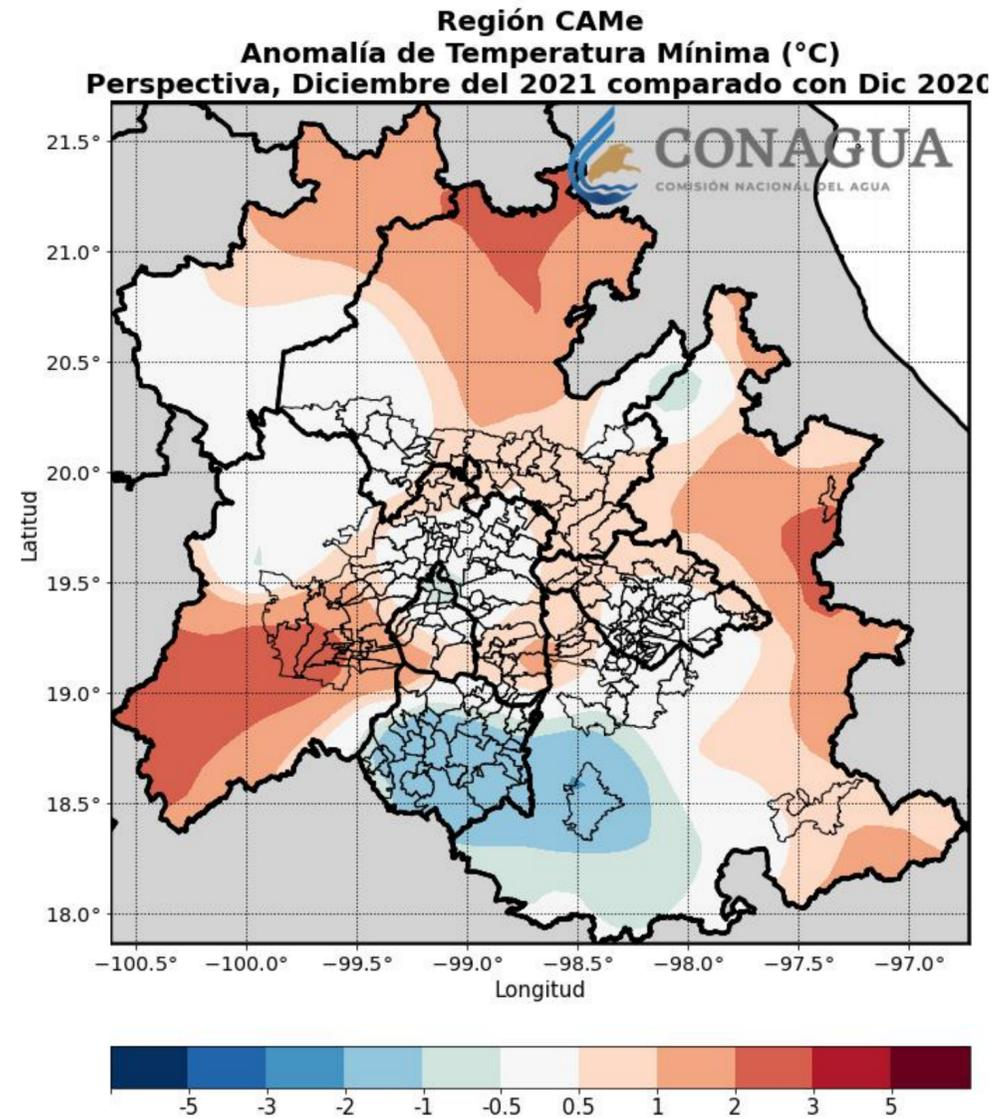 Región CAMe
Anomalía de Temperatura Mínima (°C)
Perspectiva, Diciembre del 2021 comparado con Dic 2020
CONAGUA
COMISIÓN NACIONAL DEL AGUA
21.5°
21.0°
20.5°
20.0°
19.5°
19.0°
18.5°
18.0°
Latitud
−100.5° −100.0° −99.5° −99.0° −98.5° −98.0° −97.5° −97.0°
Longitud
-5 -3 -2 -1 -0.5 0.5 1 2 3 5